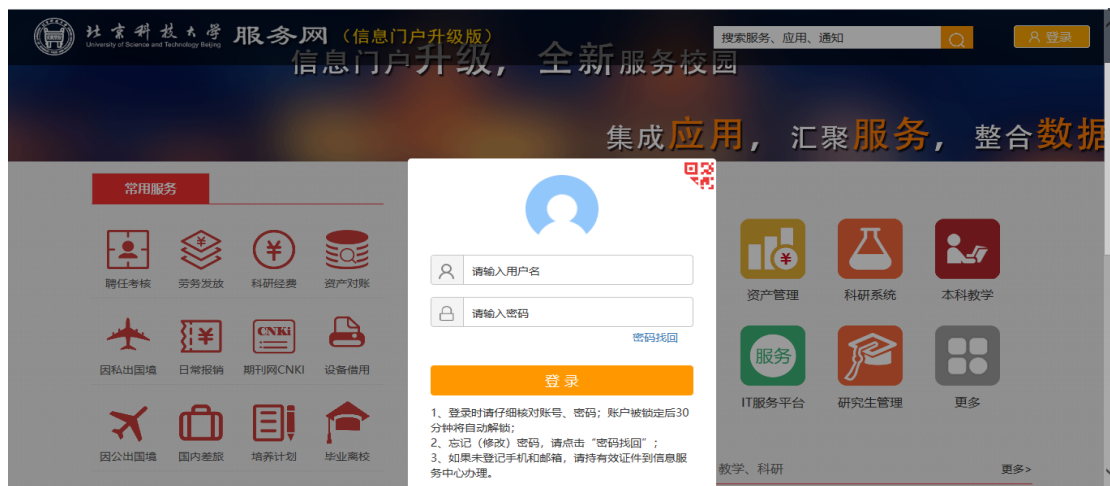 北京科技大学
University of Science and Technology Beijing
服务网（信息门户升级版）
搜索服务、应用、通知
登录
信息门户升级，全新服务校园
集成应用，汇聚服务，整合数据
常用服务
聘任考核
劳务发放
科研经费
资产对账
因私出国境
日常报销
CNKi
期刊网CNKI
设备借用
因公出国境
国内差旅
培养计划
毕业离校
请输入用户名
请输入密码
密码找回
登录
1、登录时请仔细核对账号、密码；账户被锁定后30
分钟将自动解锁；
2、忘记（修改）密码，请点击“密码找回”；
3、如果未登记手机和邮箱，请持有效证件到信息服
务中心办理。
资产管理
科研系统
本科教学
服务
IT服务平台
研究生管理
更多
教学、科研
更多>